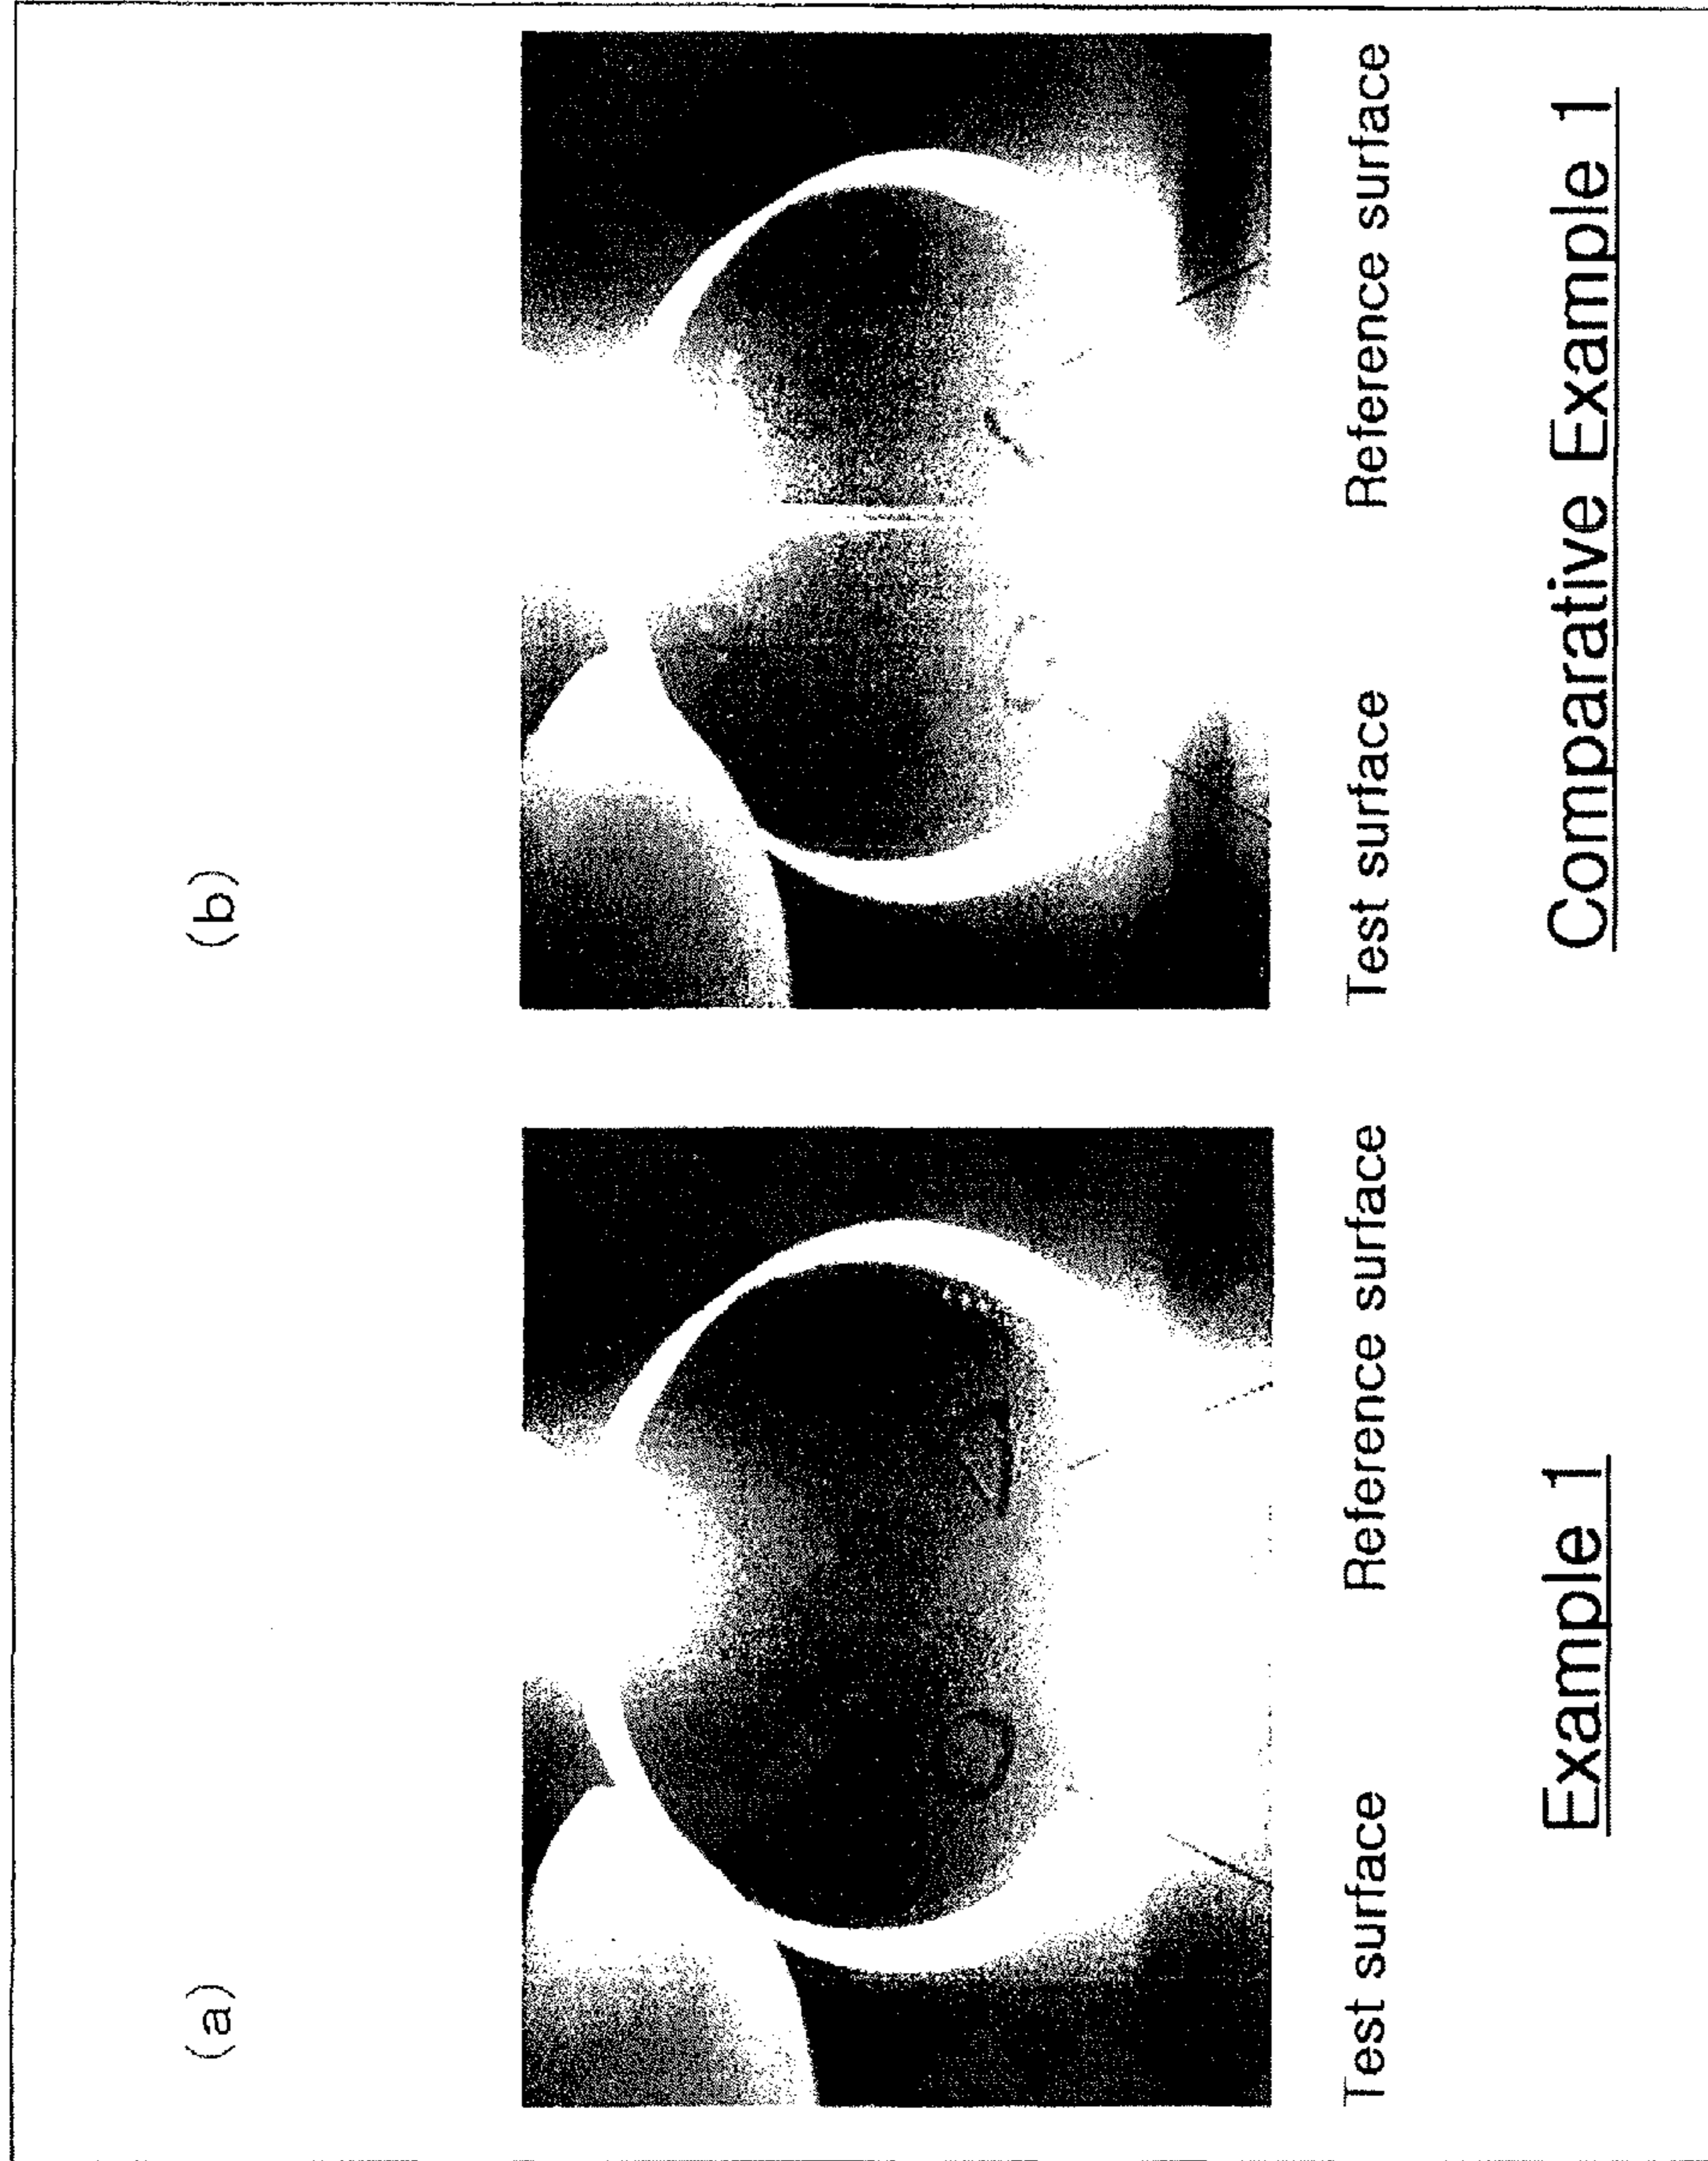 (a)
Test surface
Reference surface
Example 1
(b)
Test surface
Reference surface
Comparative Example 1